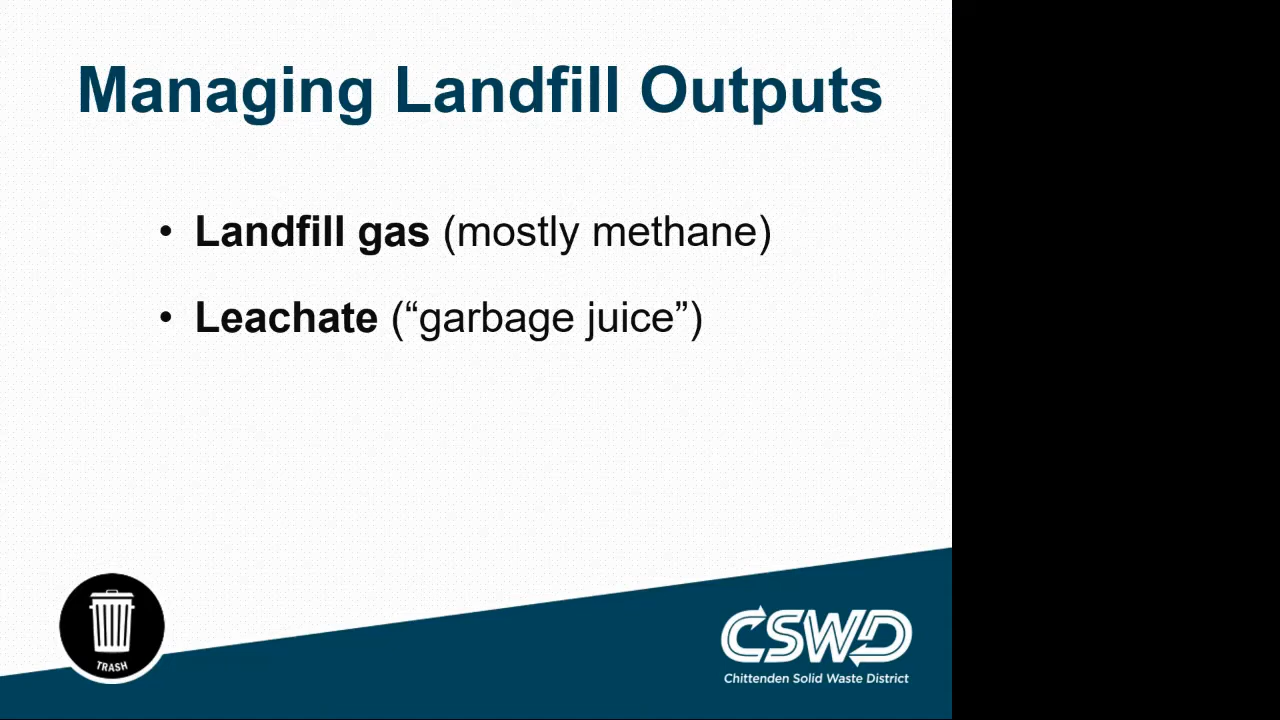 Managing Landfill Outputs
• Landfill gas (mostly methane)
• Leachate (“garbage juice”)
TRASH
CSWD
Chittenden Solid Waste District